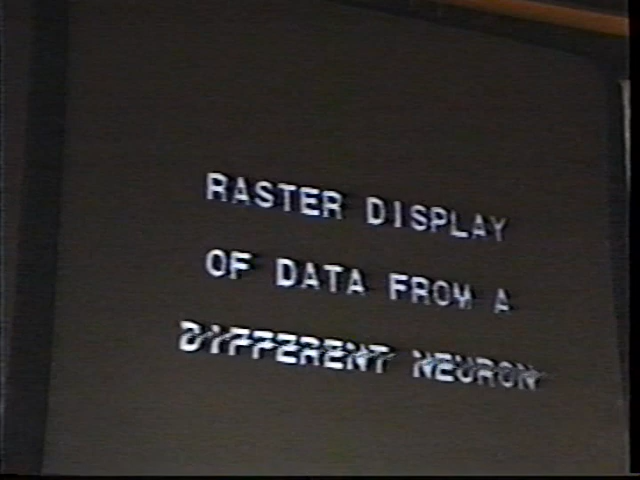 RASTER DISPLAY
OF DATA FROM A
DIFFERENT NEURON